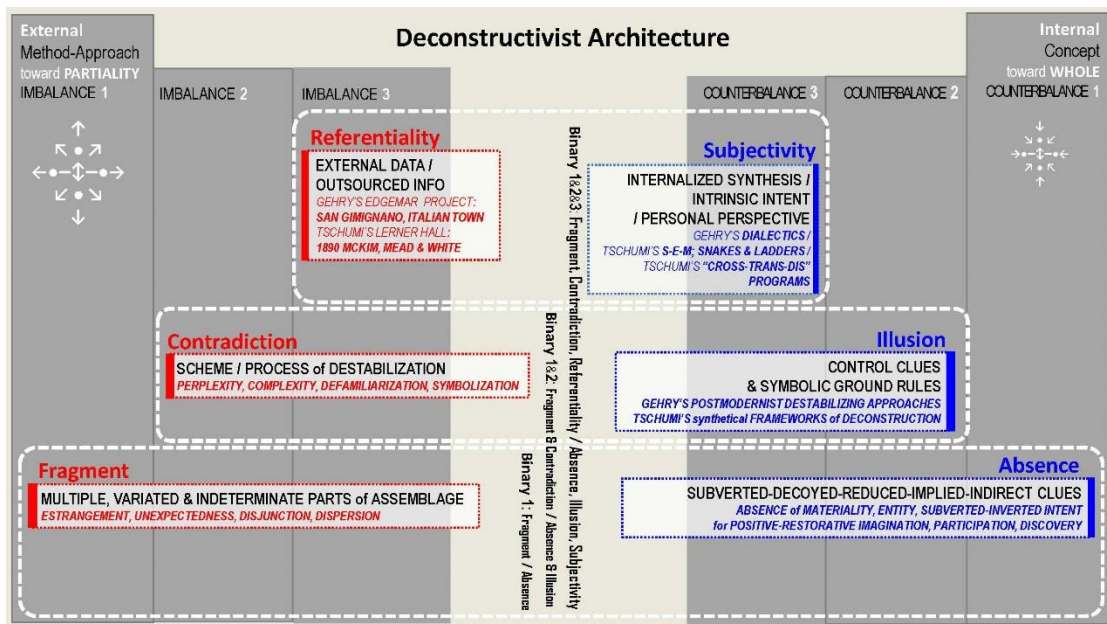 Deconstructivist Architecture
External
Method-Approach
toward PARTIALITY
IMBALANCE 1
IMBALANCE 2
IMBALANCE 3
COUNTERBALANCE 3
COUNTERBALANCE 2
Internal
Concept
toward WHOLE
COUNTERBALANCE 1
Referentiality
EXTERNAL DATA /
OUTSOURCED INFO
GEHRY'S EDGEMAR PROJECT:
SAN GIMIGNANO, ITALIAN TOWN
TSCHUMI'S LERNER HALL:
1890 MCKIM, MEAD & WHITE
Subjectivity
INTERNALIZED SYNTHESIS /
INTRINSIC INTENT
/ PERSONAL PERSPECTIVE
GEHRY'S DIALECTICS /
TSCHUMI'S S-E-M; SNAKES & LADDERS /
TSCHUMI'S “CROSS-TRANS-DIS”
PROGRAMS
Binary 1&2&3: Fragment, Contradiction, Referentiality / Absence, Illusion, Subjectivity
Contradiction
SCHEME / PROCESS of DESTABILIZATION
PERPLEXITY, COMPLEXITY, DEFAMILIARIZATION, SYMBOLIZATION
Illusion
CONTROL CLUES
& SYMBOLIC GROUND RULES
GEHRY'S POSTMODERNIST DESTABILIZING APPROACHES
TSCHUMI'S synthetical FRAMEWORKS of DECONSTRUCTION
Binary 1&2: Fragment & Contradiction / Absence & Illusion
Fragment
MULTIPLE, VARIATED & INDETERMINATE PARTS of ASSEMBLAGE
ESTRANGEMENT, UNEXPECTEDNESS, DISJUNCTION, DISPERSION
Absence
SUBVERTED-DECOYED-REDUCED-IMPLIED-INDIRECT CLUES
ABSENCE of MATERIALITY, ENTITY, SUBVERTED-INVERTED INTENT
for POSITIVE-RESTORATIVE IMAGINATION, PARTICIPATION, DISCOVERY
Binary 1: Fragment / Absence